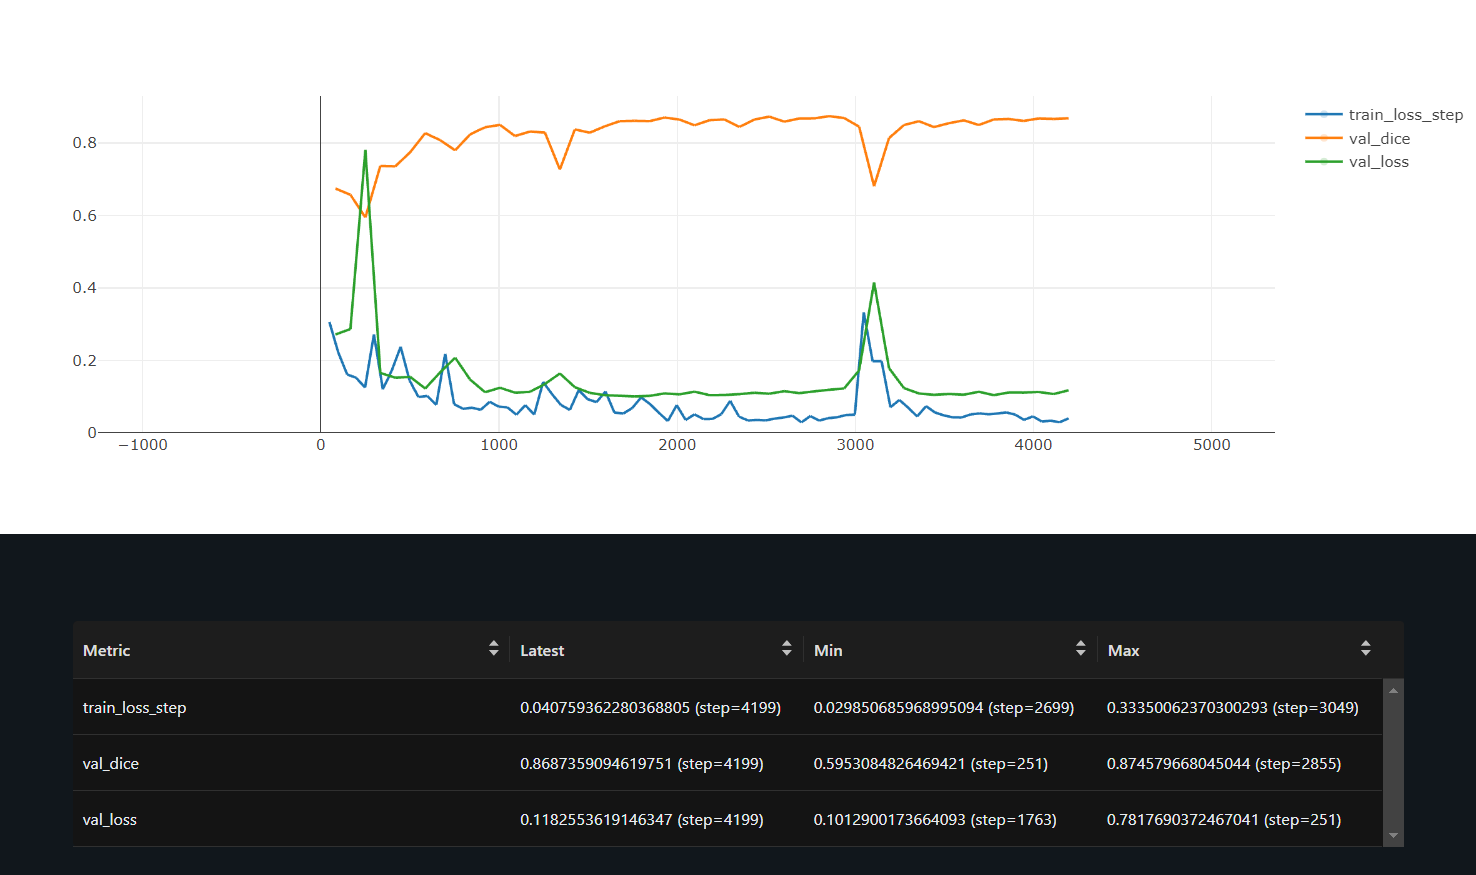 train_loss_step
val_dice
val_loss
0.8
0.6
0.4
0.2
0
−1000 0 1000 2000 3000 4000 5000
Metric Latest Min Max
train_loss_step 0.040759362280368805 (step=4199) 0.029850685968995094 (step=2699) 0.33350062370300293 (step=3049)
val_dice 0.8687359094619751 (step=4199) 0.5953084826469421 (step=251) 0.874579668045044 (step=2855)
val_loss 0.1182553619146347 (step=4199) 0.1012900173664093 (step=1763) 0.7817690372467041 (step=251)